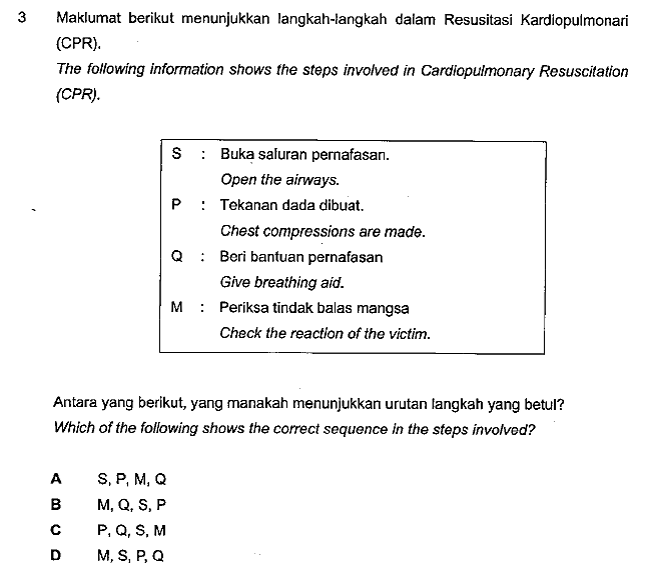 3 Maklumat berikut menunjukkan langkah-langkah dalam Resusitasi Kardiopulmonari
(CPR).
The following information shows the steps involved in Cardiopulmonary Resuscitation
(CPR).
S : Buka saluran pernafasan.
Open the airways.
P : Tekanan dada dibuat.
Chest compressions are made.
Q : Beri bantuan pernafasan
Give breathing aid.
M : Periksa tindak balas mangsa
Check the reaction of the victim.
Antara yang berikut, yang manakah menunjukkan urutan langkah yang betul?
Which of the following shows the correct sequence in the steps involved?
A S, P, M, Q
B M, Q, S, P
C P, Q, S, M
D M, S, P, Q